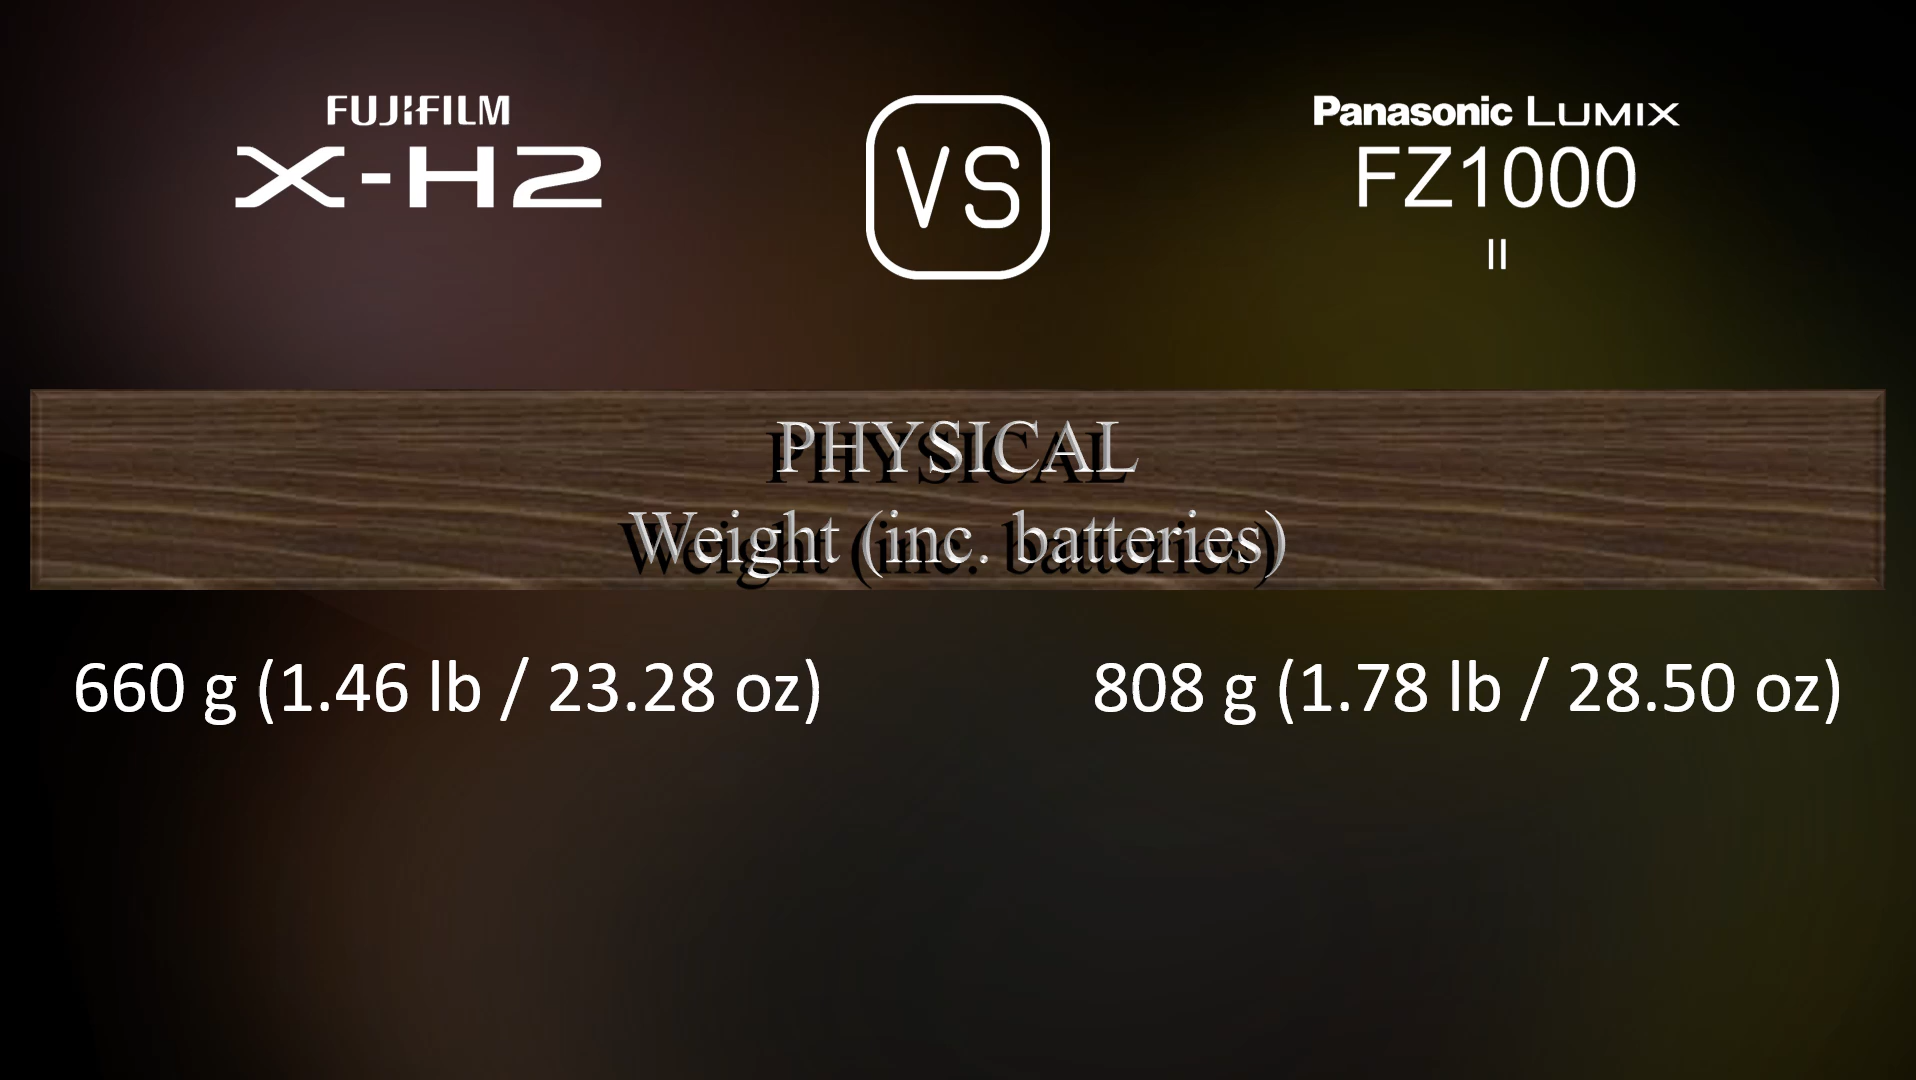 FUJIFILM
X-H2
VS
Panasonic LUMIX
FZ1000
II
PHYSICAL
Weight (inc. batteries)
660 g (1.46 lb / 23.28 oz)
808 g (1.78 lb / 28.50 oz)